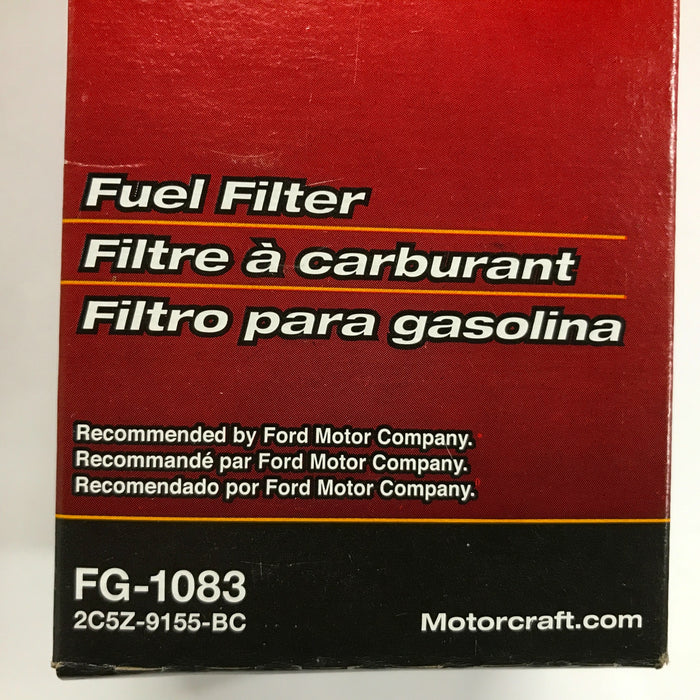 Fuel Filter
Filtre à carburant
Filtro para gasolina
Recommended by Ford Motor Company.
Recommandé par Ford Motor Company.
Recomendado por Ford Motor Company.
FG-1083
2C5Z-9155-BC
Motorcraft.com